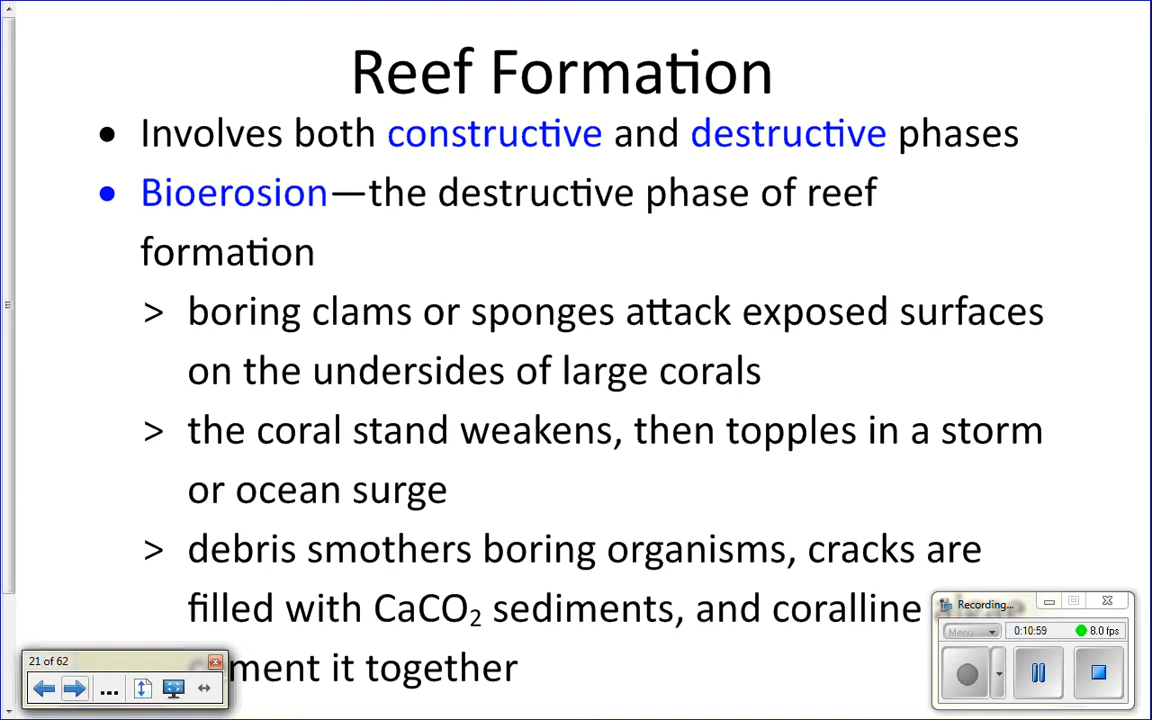 Reef Formation
• Involves both constructive and destructive phases
• Bioerosion—the destructive phase of reef
formation
> boring clams or sponges attack exposed surfaces
on the undersides of large corals
> the coral stand weakens, then topples in a storm
or ocean surge
> debris smothers boring organisms, cracks are
filled with CaCO₂ sediments, and coralline
it together
Recording...
Menu
0:10:59 8.0 fps
21 of 62